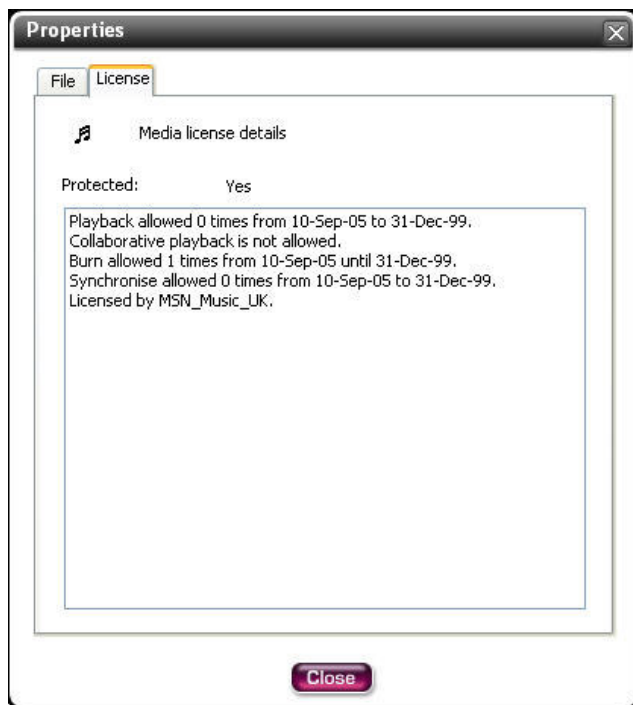 Properties
File License
Media license details
Protected: Yes
Playback allowed 0 times from 10-Sep-05 to 31-Dec-99.
Collaborative playback is not allowed.
Burn allowed 1 times from 10-Sep-05 until 31-Dec-99.
Synchronise allowed 0 times from 10-Sep-05 to 31-Dec-99.
Licensed by MSN_Music_UK.
Close